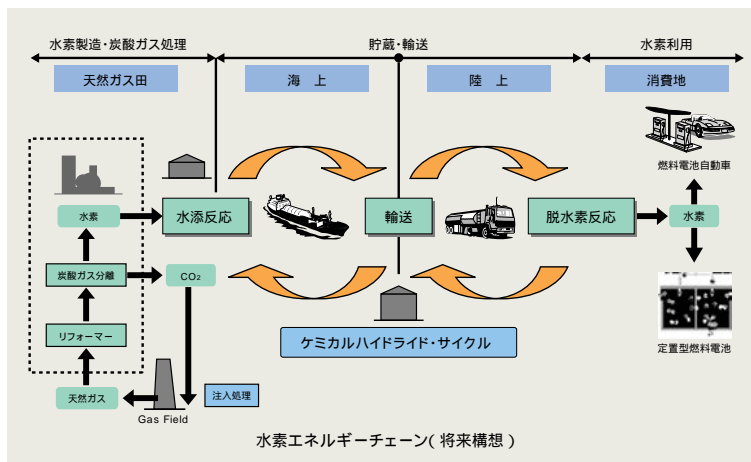 水素製造・炭酸ガス処理
貯蔵・輸送
水素利用
天然ガス田
海 上
陸 上
消費地
燃料電池自動車
水素
水添反応
輸送
脱水素反応
水素
炭酸ガス分離
CO₂
リフォーマー
ケミカルハイドライド・サイクル
定置型燃料電池
天然ガス
Gas Field
注入処理
水素エネルギーチェーン(将来構想)